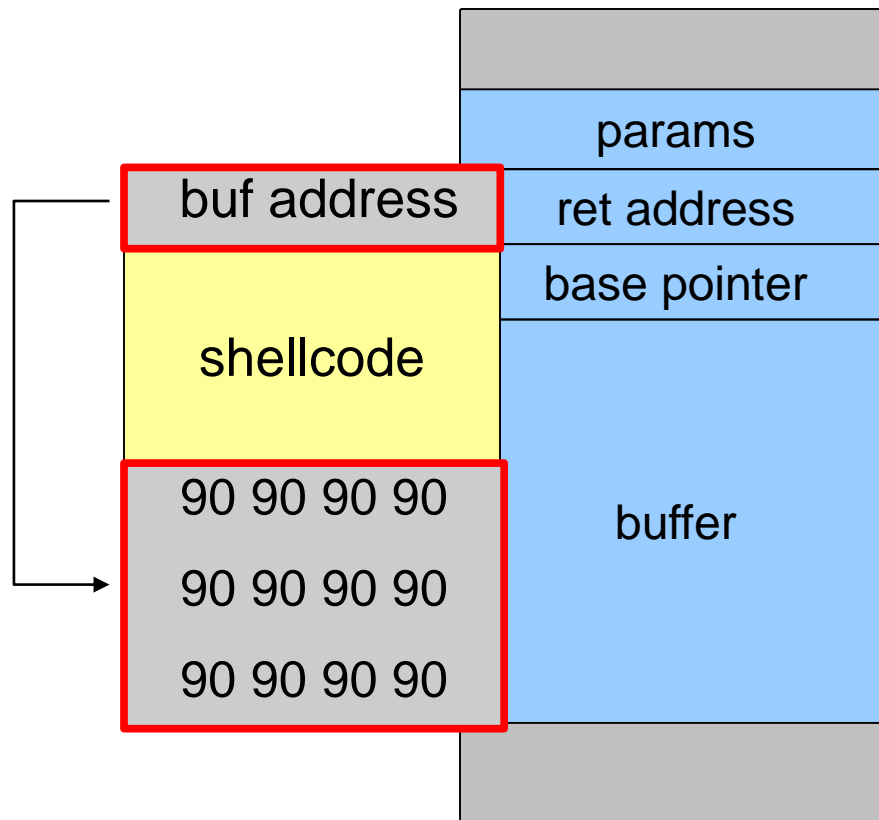 params
buf address
ret address
base pointer
shellcode
90 90 90 90
buffer
90 90 90 90
90 90 90 90